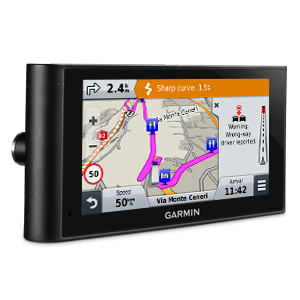 2.4
Sharp curve. 1.5
Via Monte Ceneri
Warning.
Wrong-way
driver reported.
50
Speed
50
Via Monte Ceneri
Arrival
11:42
GARMIN